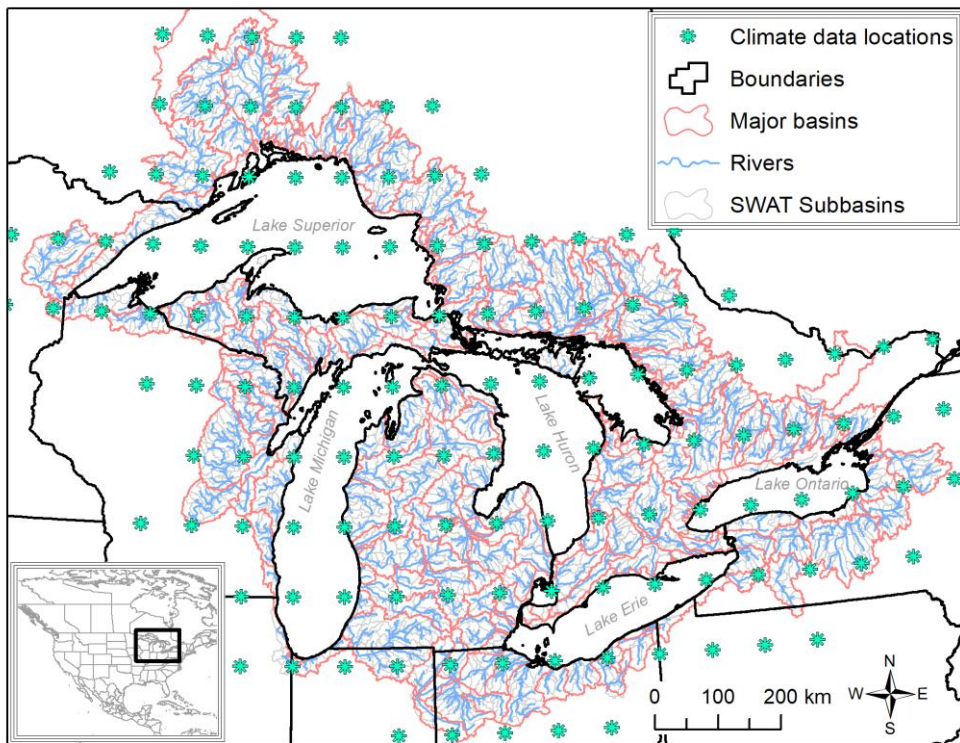 Climate data locations
Boundaries
Major basins
Rivers
SWAT Subbasins
Lake Superior
Lake Michigan
Lake Huron
Lake Ontario
Lake Erie
0 100 200 km
N
W E
S